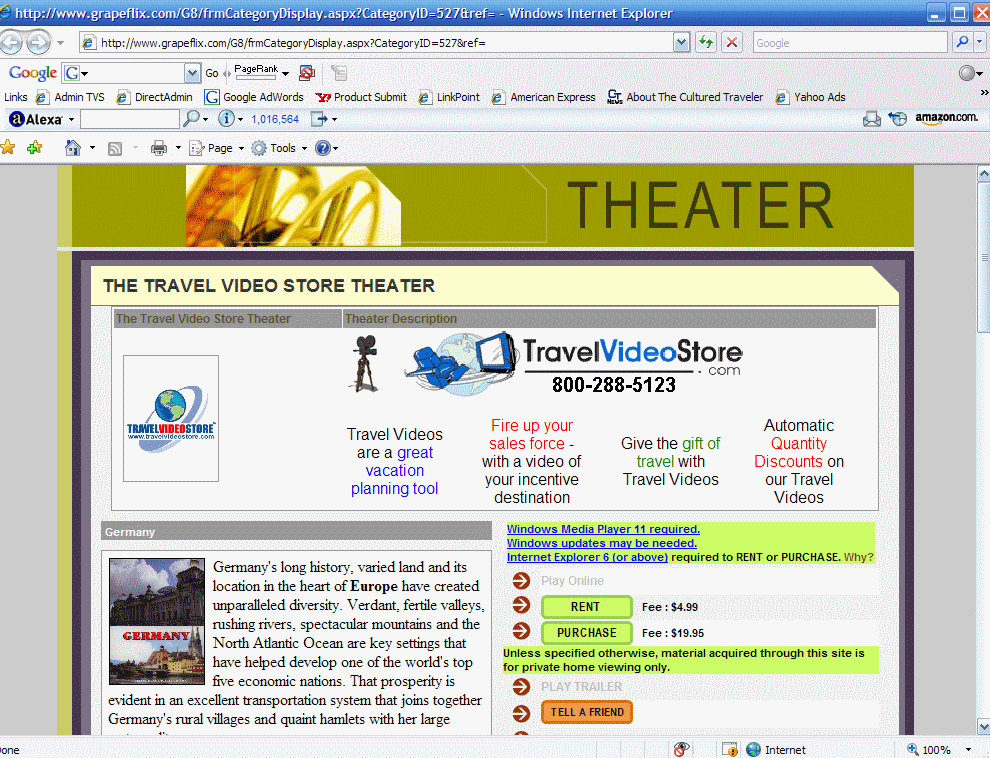 http://www.grapeflix.com/G8/frmCategoryDisplay.aspx?CategoryID=527&ref= - Windows Internet Explorer
http://www.grapeflix.com/G8/frmCategoryDisplay.aspx?CategoryID=527&ref=
Google
Google G Go PageRank
Links Admin TVS DirectAdmin Google AdWords Product Submit LinkPoint American Express About The Cultured Traveler Yahoo Ads »
Alexa 1,016,564 amazon.com.
Page Tools
THEATER
THE TRAVEL VIDEO STORE THEATER
The Travel Video Store Theater Theater Description
TravelVideoStore
.com
800-288-5123
TRAVELVIDEOSTORE
www.travelvideostore.com
Travel Videos
are a great
vacation
planning tool
Fire up your
sales force -
with a video of
your incentive
destination
Give the gift of
travel with
Travel Videos
Automatic
Quantity
Discounts on
our Travel
Videos
Germany
GERMANY
Germany's long history, varied land and its
location in the heart of Europe have created
unparalleled diversity. Verdant, fertile valleys,
rushing rivers, spectacular mountains and the
North Atlantic Ocean are key settings that
have helped develop one of the world's top
five economic nations. That prosperity is
evident in an excellent transportation system that joins together
Germany's rural villages and quaint hamlets with her large
Windows Media Player 11 required.
Windows updates may be needed.
Internet Explorer 6 (or above) required to RENT or PURCHASE. Why?
Play Online
RENT Fee : $4.99
PURCHASE Fee : $19.95
Unless specified otherwise, material acquired through this site is
for private home viewing only.
PLAY TRAILER
TELL A FRIEND
one Internet 100%